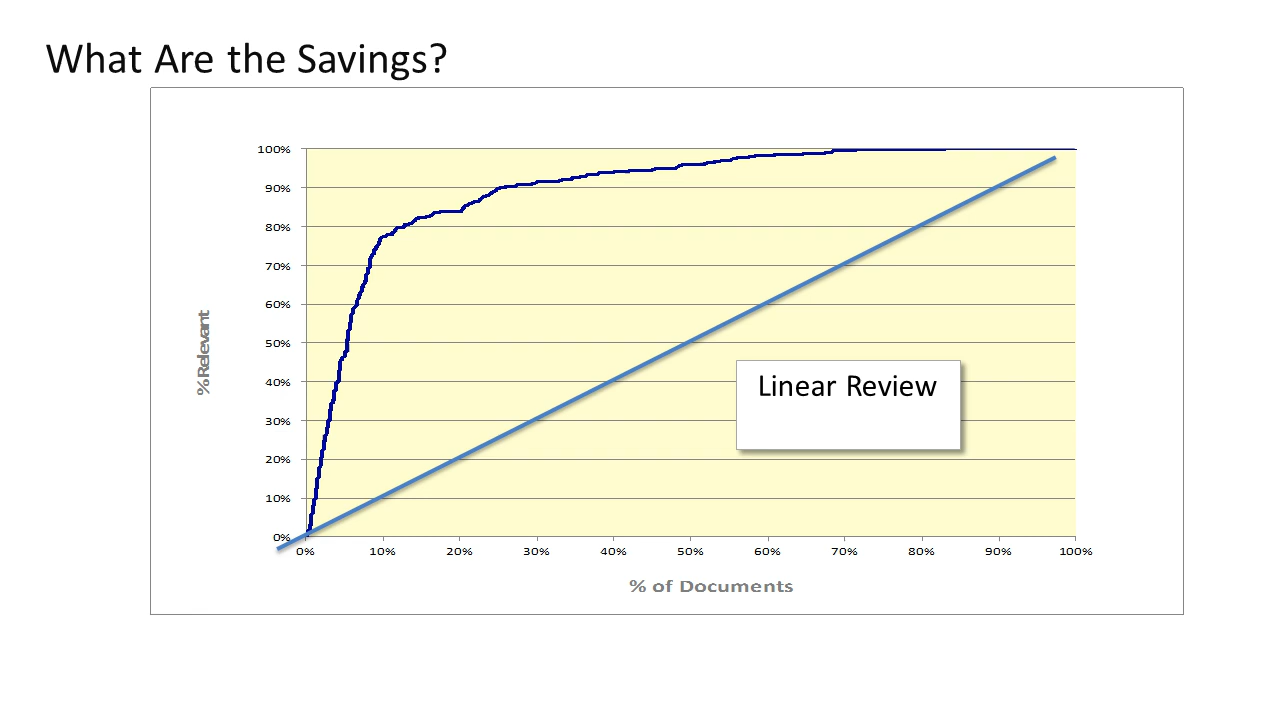 What Are the Savings?
100%
90%
80%
70%
60%
50%
40%
30%
20%
10%
0%
% Relevant
Linear Review
0% 10% 20% 30% 40% 50% 60% 70% 80% 90% 100%
% of Documents